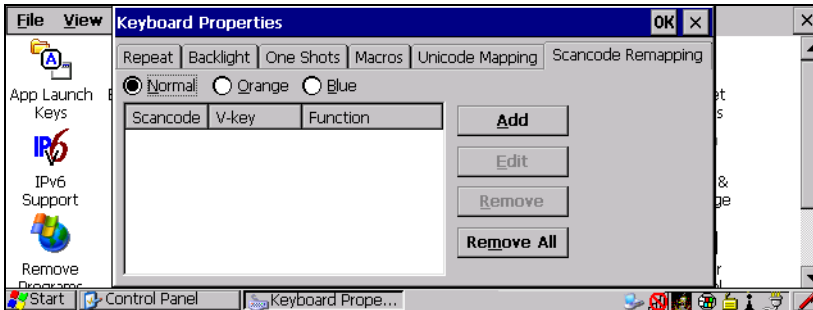 File View
Keyboard Properties OK
Repeat Backlight One Shots Macros Unicode Mapping Scancode Remapping
Normal Orange Blue
Scancode V-key Function
Add
Edit
Remove
Remove All
App Launch
Keys
IPv6
Support
Remove
Programs
&
Start Control Panel Keyboard Prope...